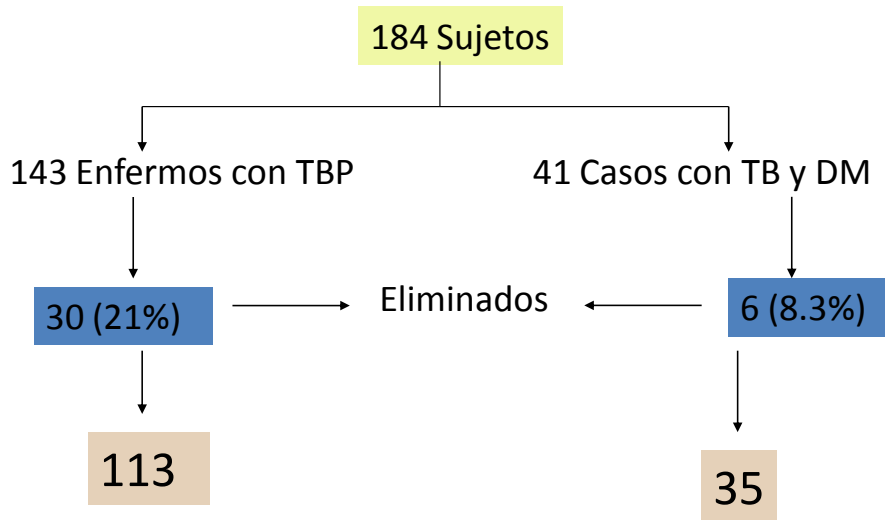 184 Sujetos
143 Enfermos con TBP
41 Casos con TB y DM
30 (21%)
Eliminados
6 (8.3%)
113
35